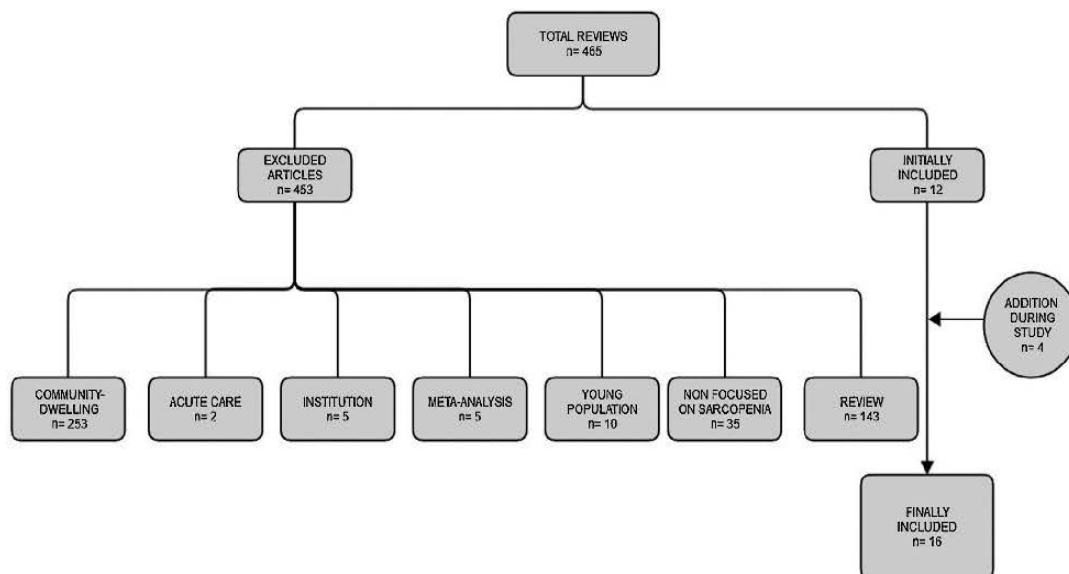 TOTAL REVIEWS
n= 465
EXCLUDED
ARTICLES
n= 453
INITIALLY
INCLUDED
n= 12
ADDITION
DURING
STUDY
n= 4
COMMUNITY-
DWELLING
n= 253
ACUTE CARE
n= 2
INSTITUTION
n= 5
META-ANALYSIS
n= 5
YOUNG
POPULATION
n= 10
NON FOCUSED
ON SARCOPENIA
n= 35
REVIEW
n= 143
FINALLY
INCLUDED
n= 16